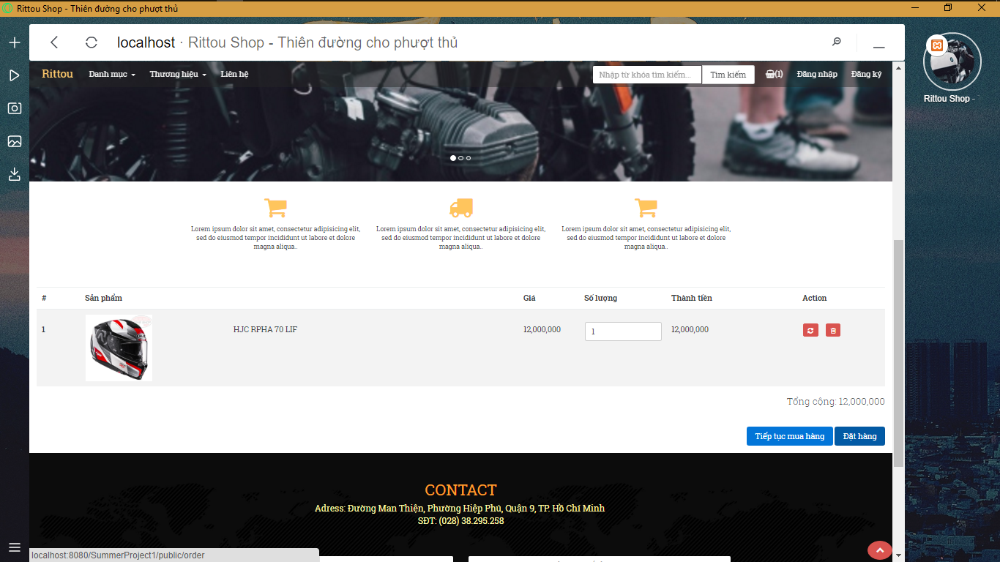 Rittou Shop - Thiên đường cho phượt thủ
localhost · Rittou Shop - Thiên đường cho phượt thủ
Rittou Shop -
Rittou Danh mục Thương hiệu Liên hệ Nhập từ khóa tìm kiếm... Tìm kiếm (1) Đăng nhập Đăng ký
Lorem ipsum dolor sit amet, consectetur adipisicing elit,
sed do eiusmod tempor incididunt ut labore et dolore
magna aliqua..
Lorem ipsum dolor sit amet, consectetur adipisicing elit,
sed do eiusmod tempor incididunt ut labore et dolore
magna aliqua..
Lorem ipsum dolor sit amet, consectetur adipisicing elit,
sed do eiusmod tempor incididunt ut labore et dolore
magna aliqua..
# Sản phẩm Giá Số lượng Thành tiền Action
1 HJC RPHA 70 LIF 12,000,000 1 12,000,000
Tổng cộng: 12,000,000
Tiếp tục mua hàng Đặt hàng
CONTACT
Adress: Đường Man Thiện, Phường Hiệp Phú, Quận 9, TP. Hồ Chí Minh
SĐT: (028) 38.295.258
localhost:8080/SummerProject1/public/order